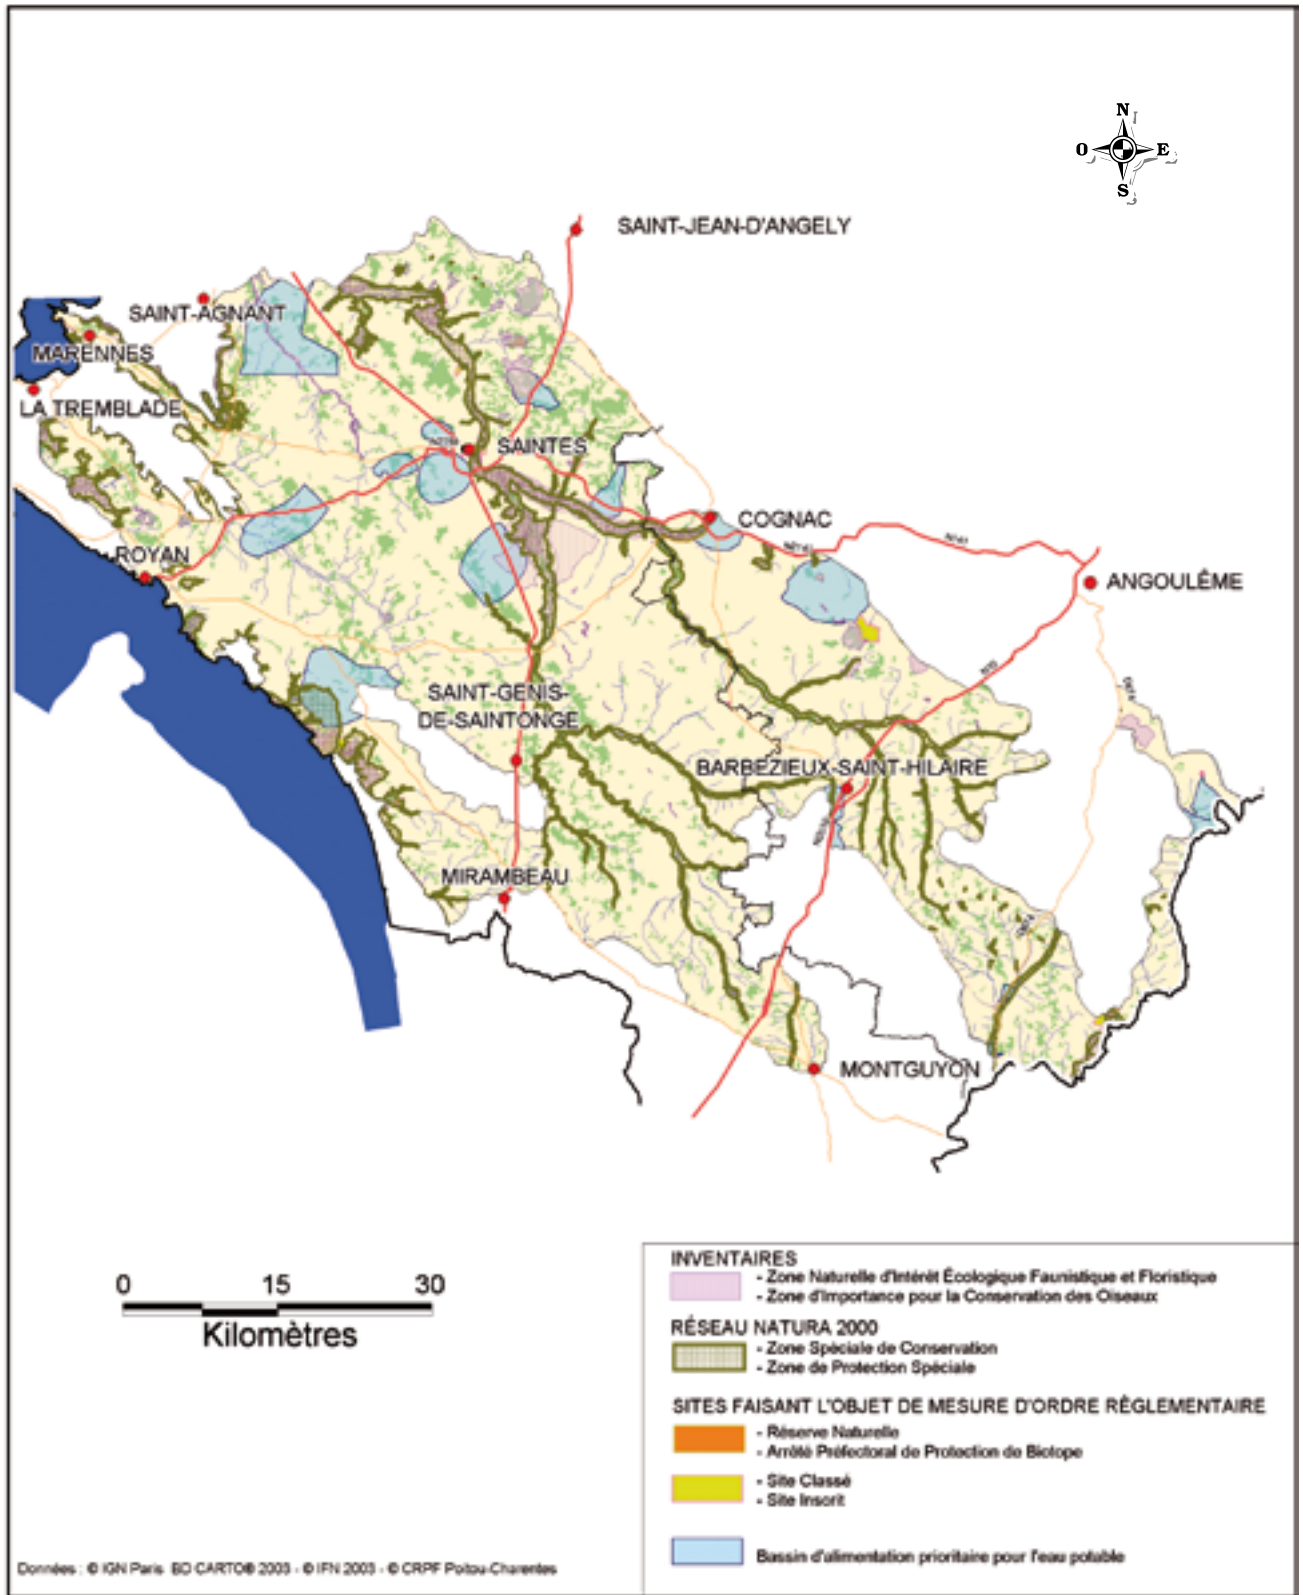 N
O E
S
SAINT-JEAN-D'ANGELY
SAINT-AGNANT
MARENNES
LA TREMBLADE
SAINTES
COGNAC
N141
ROYAN
ANGOULÊME
N10
D674
SAINT-GENIS-
DE-SAINTONGE
BARBEZIEUX-SAINT-HILAIRE
MIRAMBEAU
D674
MONTGUYON
0 15 30
Kilomètres
INVENTAIRES
- Zone Naturelle d'Intérêt Écologique Faunistique et Floristique
- Zone d'Importance pour la Conservation des Oiseaux
RÉSEAU NATURA 2000
- Zone Spéciale de Conservation
- Zone de Protection Spéciale
SITES FAISANT L'OBJET DE MESURE D'ORDRE RÈGLEMENTAIRE
- Réserve Naturelle
- Arrêté Préfectoral de Protection de Biotope
- Site Classé
- Site Inscrit
Bassin d'alimentation prioritaire pour l'eau potable
Données : © IGN Paris BD CARTO® 2003 - © IFN 2003 - © CRPF Poitou-Charentes